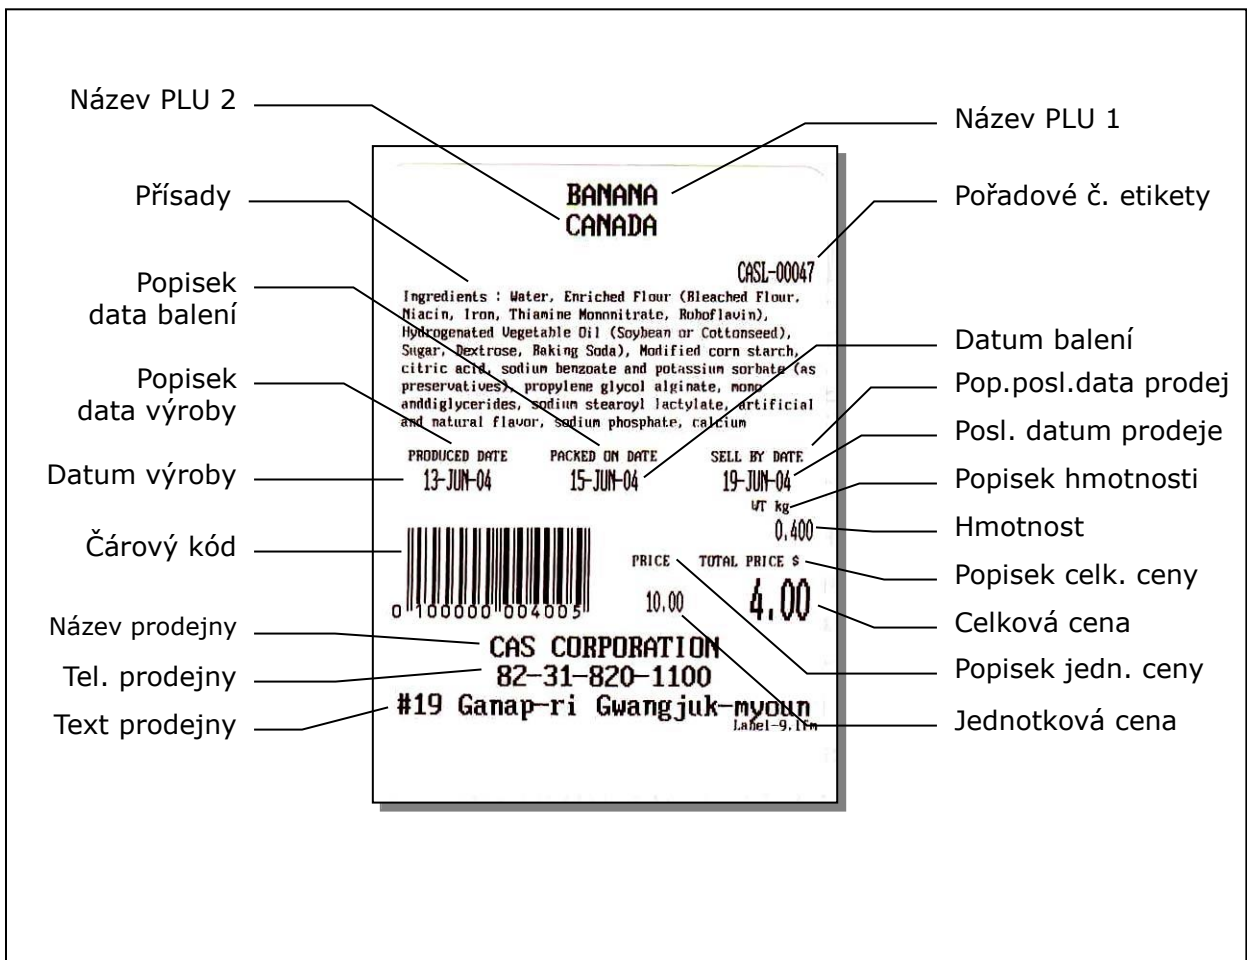 Název PLU 2
Název PLU 1
Přísady
Pořadové č. etikety
Popisek
data balení
Datum balení
Popisek
data výroby
Pop.posl.data prodej
Posl. datum prodeje
Datum výroby
Popisek hmotnosti
Hmotnost
Čárový kód
Popisek celk. ceny
Název prodejny
Celková cena
Tel. prodejny
Popisek jedn. ceny
Text prodejny
Jednotková cena
BANANA
CANADA
CASL-00047
Ingredients : Water, Enriched Flour (Bleached Flour,
Niacin, Iron, Thiamine Mononitrate, Roboflavin),
Hydrogenated Vegetable Oil (Soybean or Cottonseed),
Sugar, Dextrose, Baking Soda), Modified corn starch,
citric acid, sodium benzoate and potassium sorbate (as
preservatives), propylene glycol alginate, mono
anddiglycerides, sodium stearoyl lactylate, artificial
and natural flavor, sodium phosphate, calcium
PRODUCED DATE PACKED ON DATE SELL BY DATE
13-JUN-04 15-JUN-04 19-JUN-04
WT kg
0.400
PRICE TOTAL PRICE $
10.00 4.00
0 100000 004005
CAS CORPORATION
82-31-820-1100
#19 Ganap-ri Gwangjuk-myoun
Label-9.lfm